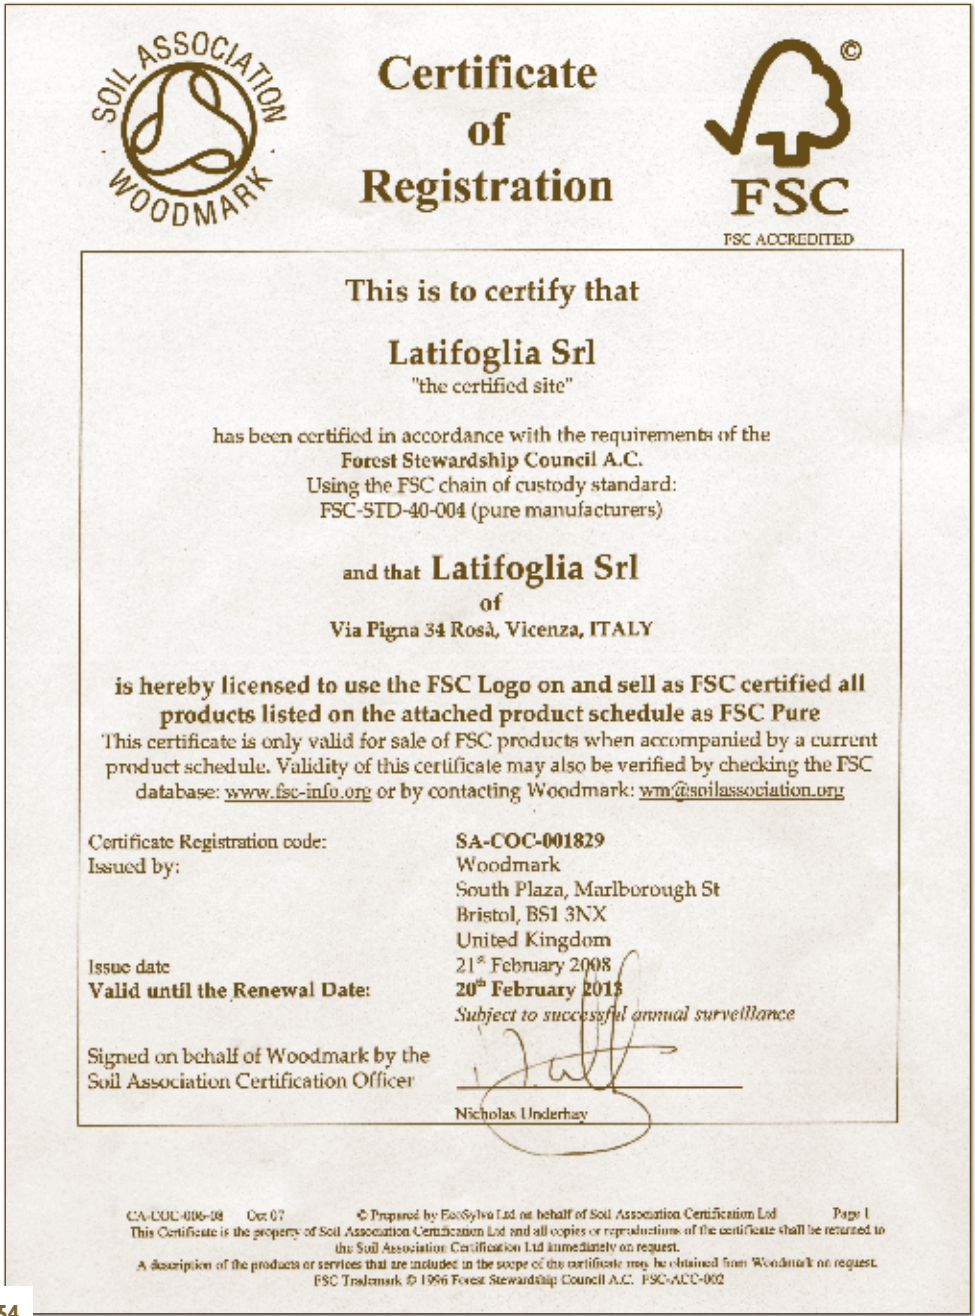 SOIL ASSOCIATION
WOODMARK
Certificate
of
Registration
©
FSC
FSC ACCREDITED
This is to certify that
Latifoglia Srl
"the certified site"
has been certified in accordance with the requirements of the
Forest Stewardship Council A.C.
Using the FSC chain of custody standard:
FSC-STD-40-004 (pure manufacturers)
and that Latifoglia Srl
of
Via Pigna 34 Rosà, Vicenza, ITALY
is hereby licensed to use the FSC Logo on and sell as FSC certified all
products listed on the attached product schedule as FSC Pure
This certificate is only valid for sale of FSC products when accompanied by a current
product schedule. Validity of this certificate may also be verified by checking the FSC
database: www.fsc-info.org or by contacting Woodmark: wm@soilassociation.org
Certificate Registration code: SA-COC-001829
Issued by: Woodmark
South Plaza, Marlborough St
Bristol, BS1 3NX
United Kingdom
Issue date 21st February 2008
Valid until the Renewal Date: 20th February 2013
Subject to successful annual surveillance
Signed on behalf of Woodmark by the
Soil Association Certification Officer
Nicholas Underhay
CA-COC-006-08 Oct 07 © Prepared by EcoSylva Ltd on behalf of Soil Association Certification Ltd Page 1
This Certificate is the property of Soil Association Certification Ltd and all copies or reproductions of the certificate shall be returned to
the Soil Association Certification Ltd immediately on request.
A description of the products or services that are included in the scope of the certificate may be obtained from Woodmark on request.
FSC Trademark © 1996 Forest Stewardship Council A.C. FSC-ACC-002
54